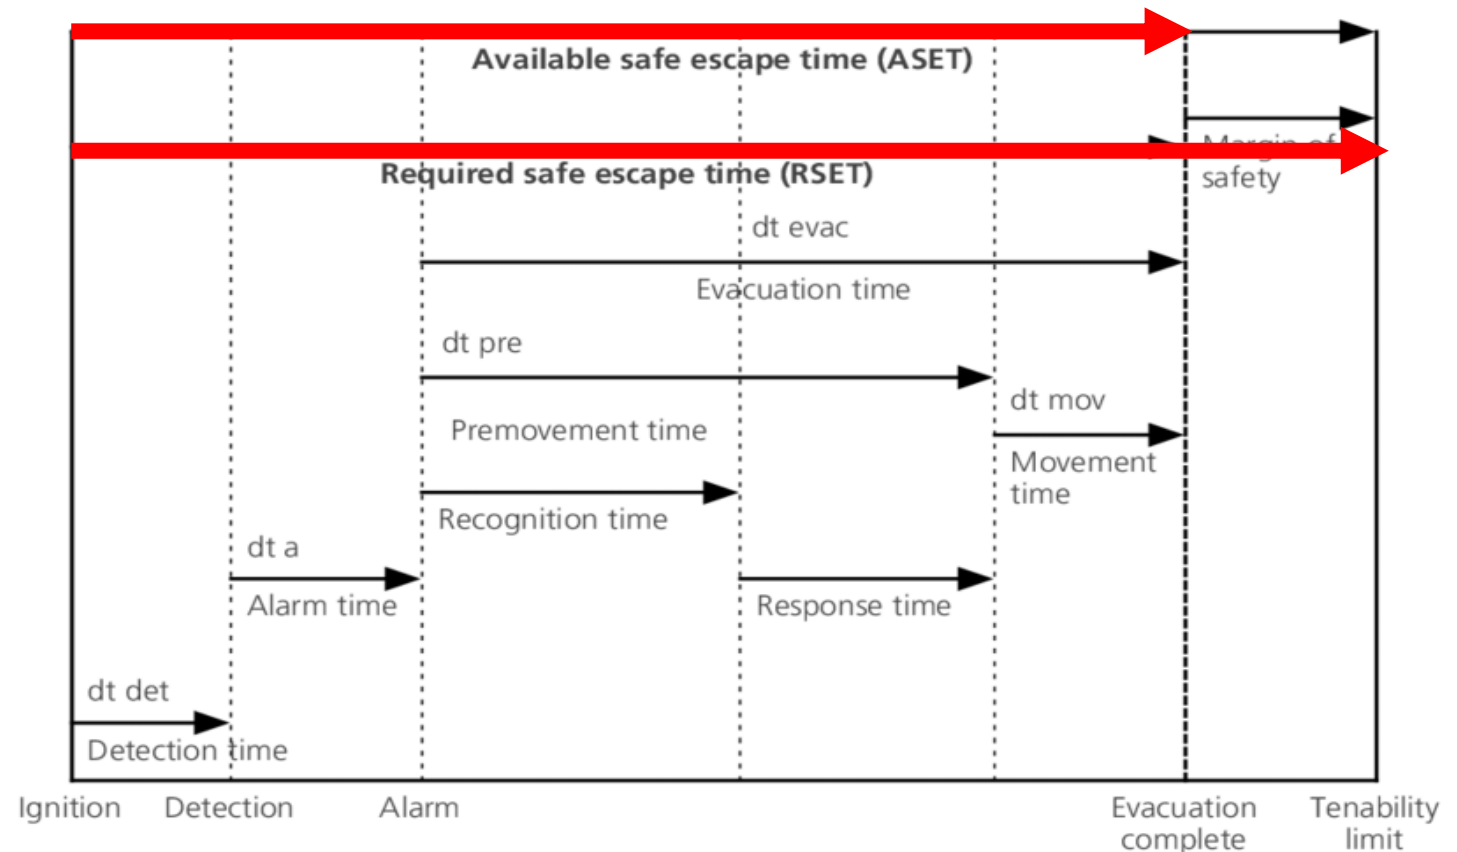 Available safe escape time (ASET)
Margin of
safety
Required safe escape time (RSET)
dt evac
Evacuation time
dt pre
Premovement time
dt mov
Movement
time
Recognition time
dt a
Alarm time
Response time
dt det
Detection time
Ignition
Detection
Alarm
Evacuation
complete
Tenability
limit